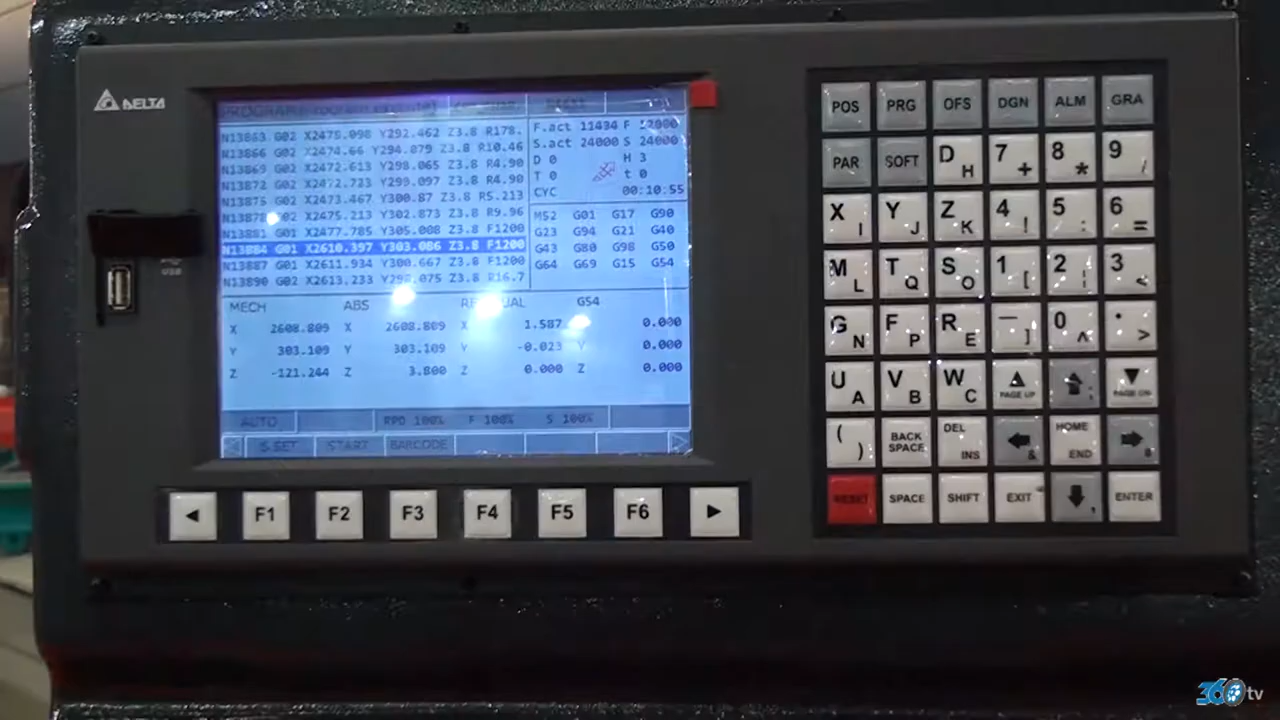 DELTA
USB
N13863 G02 X2475.098 Y292.462 Z3.8 R178.
N13866 G02 X2474.66 Y294.079 Z3.8 R10.46
N13869 G02 X2472.613 Y298.065 Z3.8 R4.90
N13872 G02 X2472.723 Y299.097 Z3.8 R4.90
N13875 G02 X2473.467 Y300.87 Z3.8 R5.213
N13878 G02 X2475.213 Y302.873 Z3.8 R9.96
N13881 G01 X2477.785 Y305.008 Z3.8 F1200
N13884 G01 X2610.397 Y303.086 Z3.8 F1200
N13887 G01 X2611.934 Y300.667 Z3.8 F1200
N13890 G02 X2613.233 Z3.8 R16.7
F.act 11434 F 12000
S.act 24000 S 24000
D 0 H 3
T 0 t 0
CYC 00:10:55
M52 G01 G17 G90
G23 G94 G21 G40
G43 G80 G98 G50
G64 G69 G15 G54
MECH ABS RESIDUAL G54
X 2608.809 X 2608.809 X 1.587 0.000
Y 303.109 Y 303.109 Y -0.023 Y 0.000
Z -121.244 Z 3.800 Z 0.000 Z 0.000
AUTO RPD 100% F 100% S 100%
S.SET START BARCODE
◀ F1 F2 F3 F4 F5 F6 ▶
POS PRG OFS DGN ALM GRA
PAR SOFT D H 7 + 8 * 9 /
X I Y J Z K 4 ! 5 : 6 =
M L T Q S O 1 [ 2 ¦ 3 <
G N F P R E — ] 0 ^ · >
U A V B W C PAGE UP PAGE DN
( ) BACK SPACE DEL INS & HOME END
RESET SPACE SHIFT EXIT , ENTER
360tv